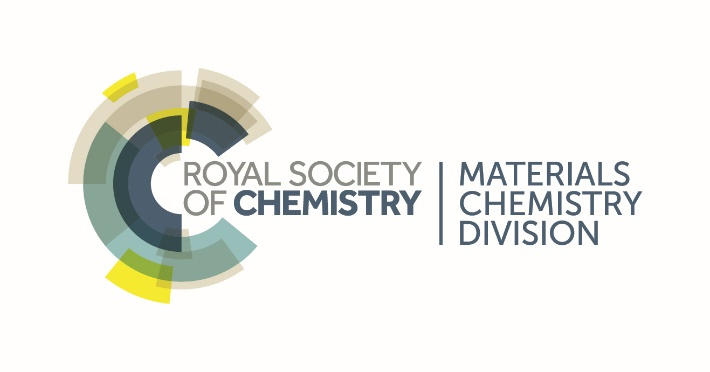 ROYAL SOCIETY
OF CHEMISTRY
MATERIALS
CHEMISTRY
DIVISION